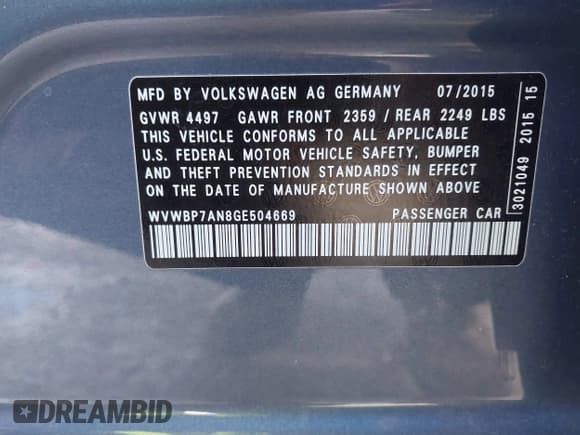 MFD BY VOLKSWAGEN AG GERMANY 07/2015
GVWR 4497 GAWR FRONT 2359 / REAR 2249 LBS
THIS VEHICLE CONFORMS TO ALL APPLICABLE
U.S. FEDERAL MOTOR VEHICLE SAFETY, BUMPER
AND THEFT PREVENTION STANDARDS IN EFFECT
ON THE DATE OF MANUFACTURE SHOWN ABOVE
WVWBP7AN8GE504669 PASSENGER CAR
3021049 2015 15
DREAMBID